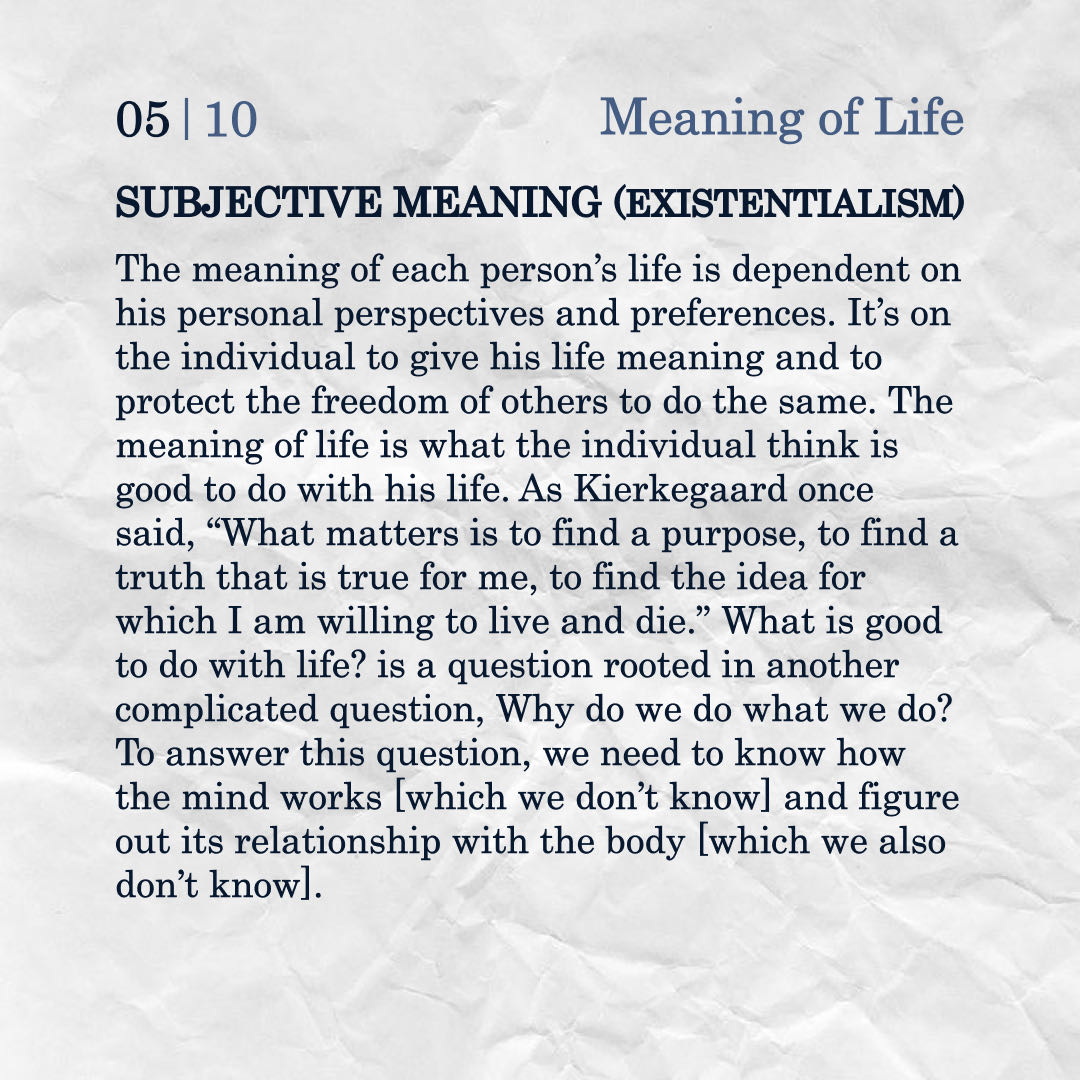 05 | 10
Meaning of Life
SUBJECTIVE MEANING (EXISTENTIALISM)
The meaning of each person’s life is dependent on
his personal perspectives and preferences. It’s on
the individual to give his life meaning and to
protect the freedom of others to do the same. The
meaning of life is what the individual think is
good to do with his life. As Kierkegaard once
said, “What matters is to find a purpose, to find a
truth that is true for me, to find the idea for
which I am willing to live and die.” What is good
to do with life? is a question rooted in another
complicated question, Why do we do what we do?
To answer this question, we need to know how
the mind works [which we don’t know] and figure
out its relationship with the body [which we also
don’t know].